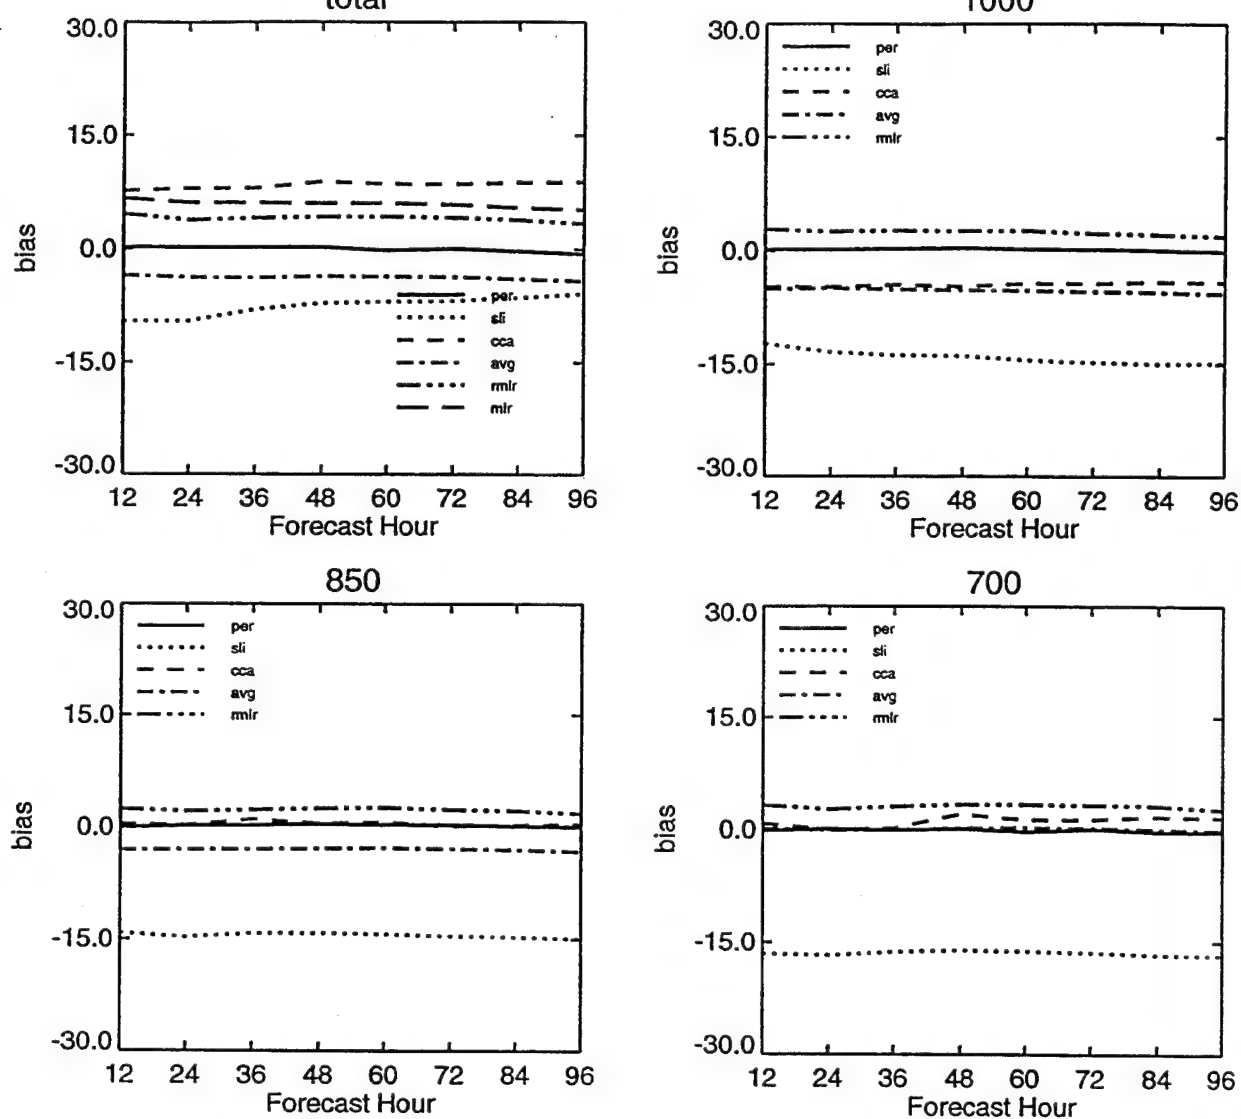 total
30.0
15.0
0.0
-15.0
-30.0
bias
per
sli
cca
avg
rmlr
mlr
12 24 36 48 60 72 84 96
Forecast Hour
1000
30.0
15.0
0.0
-15.0
-30.0
bias
per
sli
cca
avg
rmlr
12 24 36 48 60 72 84 96
Forecast Hour
850
30.0
15.0
0.0
-15.0
-30.0
bias
per
sli
cca
avg
rmlr
12 24 36 48 60 72 84 96
Forecast Hour
700
30.0
15.0
0.0
-15.0
-30.0
bias
per
sli
cca
avg
rmlr
12 24 36 48 60 72 84 96
Forecast Hour